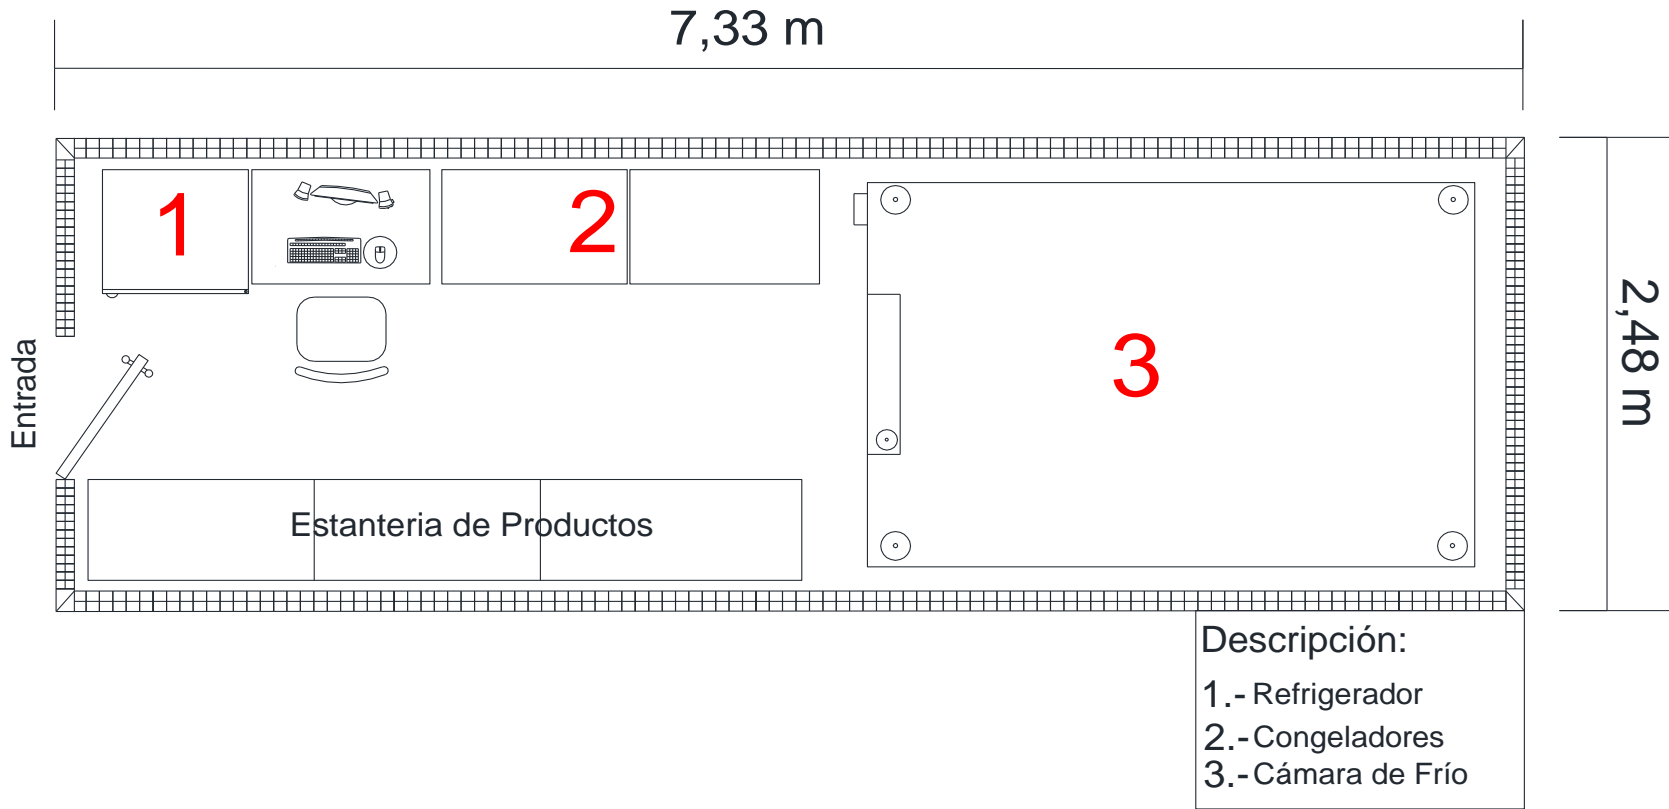 7,33 m
1
2
3
2,48 m
Entrada
Estanteria de Productos
Descripción:
1.- Refrigerador
2.- Congeladores
3.- Cámara de Frío